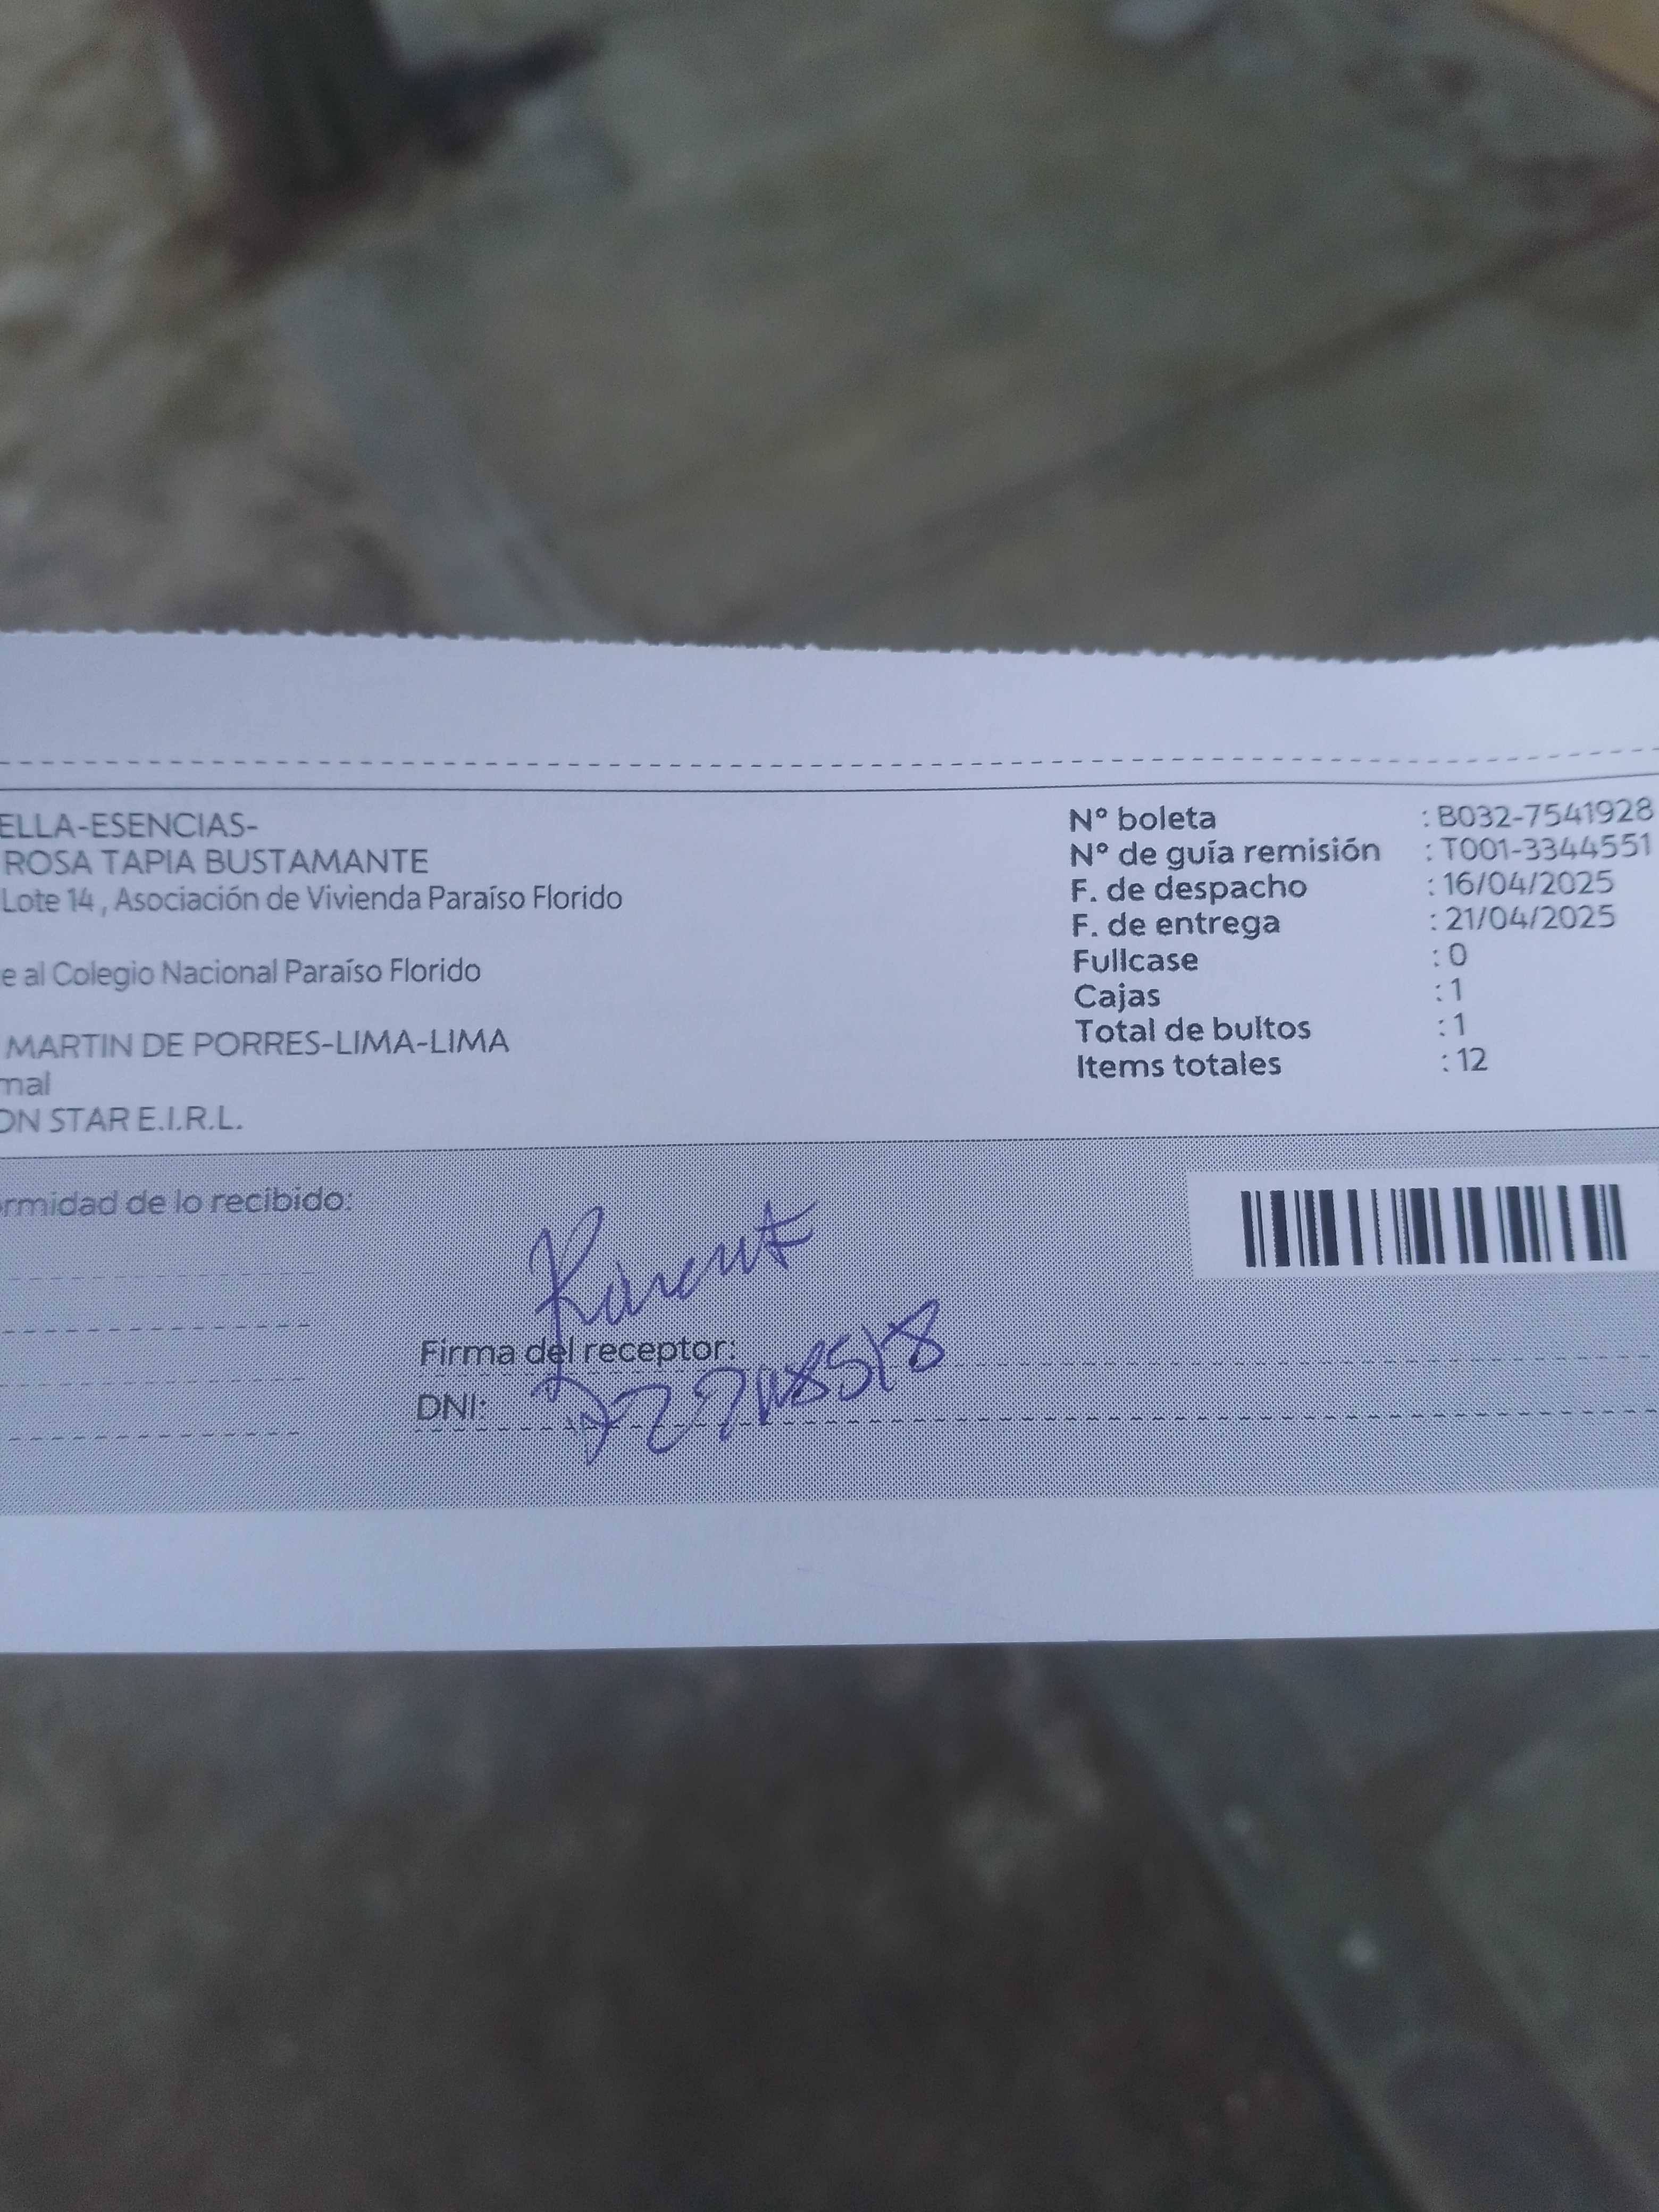 ELLA-ESENCIAS-
ROSA TAPIA BUSTAMANTE
Lote 14, Asociación de Vivienda Paraíso Florido
e al Colegio Nacional Paraíso Florido
MARTIN DE PORRES-LIMA-LIMA
mal
ON STAR E.I.R.L.
Nº boleta : B032-7541928
Nº de guía remisión : T001-3344551
F. de despacho : 16/04/2025
F. de entrega : 21/04/2025
Fullcase : 0
Cajas : 1
Total de bultos : 1
Items totales : 12
ormidad de lo recibido:
Firma del receptor:
DNI: